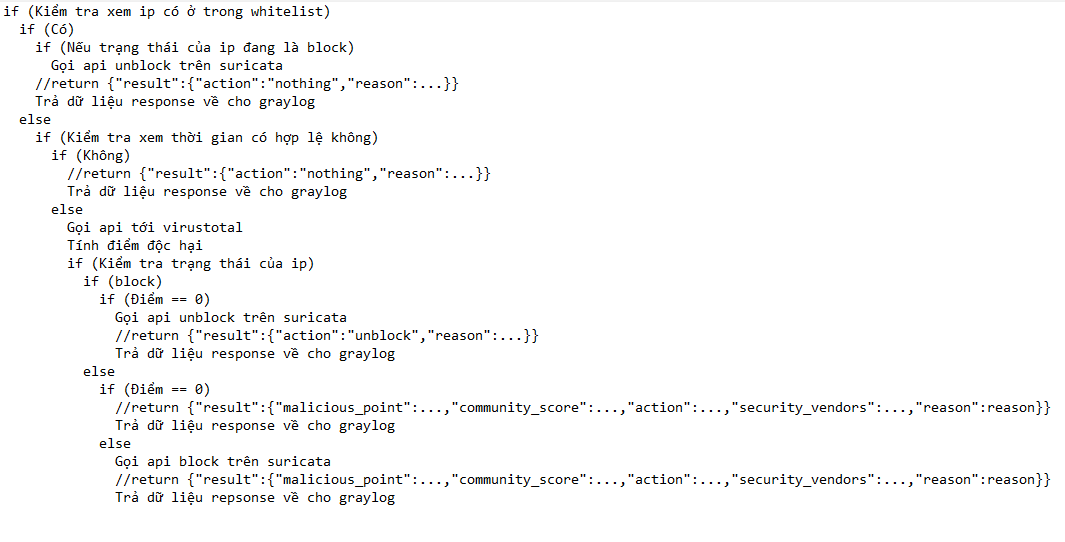 if (Kiểm tra xem ip có ở trong whitelist)
if (Có)
if (Nếu trạng thái của ip đang là block)
Gọi api unblock trên suricata
//return {"result":{"action":"nothing","reason":...}}
Trả dữ liệu response về cho graylog
else
if (Kiểm tra xem thời gian có hợp lệ không)
if (Không)
//return {"result":{"action":"nothing","reason":...}}
Trả dữ liệu response về cho graylog
else
Gọi api tới virustotal
Tính điểm độc hại
if (Kiểm tra trạng thái của ip)
if (block)
if (Điểm == 0)
Gọi api unblock trên suricata
//return {"result":{"action":"unblock","reason":...}}
Trả dữ liệu response về cho graylog
else
if (Điểm == 0)
//return {"result":{"malicious_point":...,"community_score":...,"action":...,"security_vendors":...,"reason":reason}}
Trả dữ liệu response về cho graylog
else
Gọi api block trên suricata
//return {"result":{"malicious_point":...,"community_score":...,"action":...,"security_vendors":...,"reason":reason}}
Trả dữ liệu repsonse về cho graylog